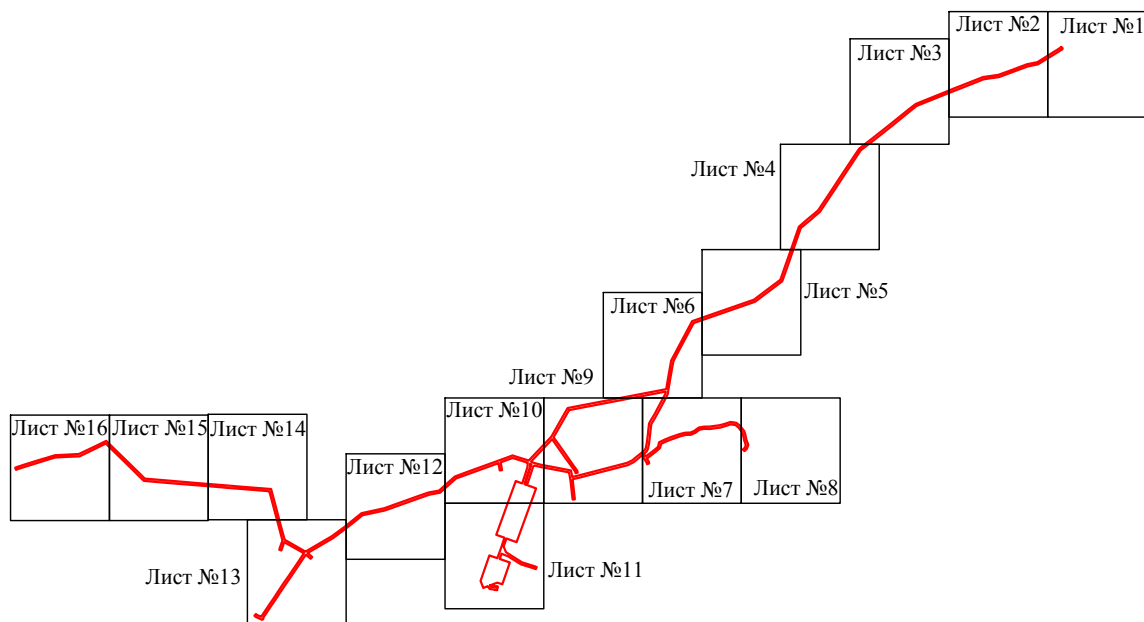 Лист №1
Лист №2
Лист №3
Лист №4
Лист №5
Лист №6
Лист №9
Лист №10
Лист №16
Лист №15
Лист №14
Лист №12
Лист №7
Лист №8
Лист №11
Лист №13